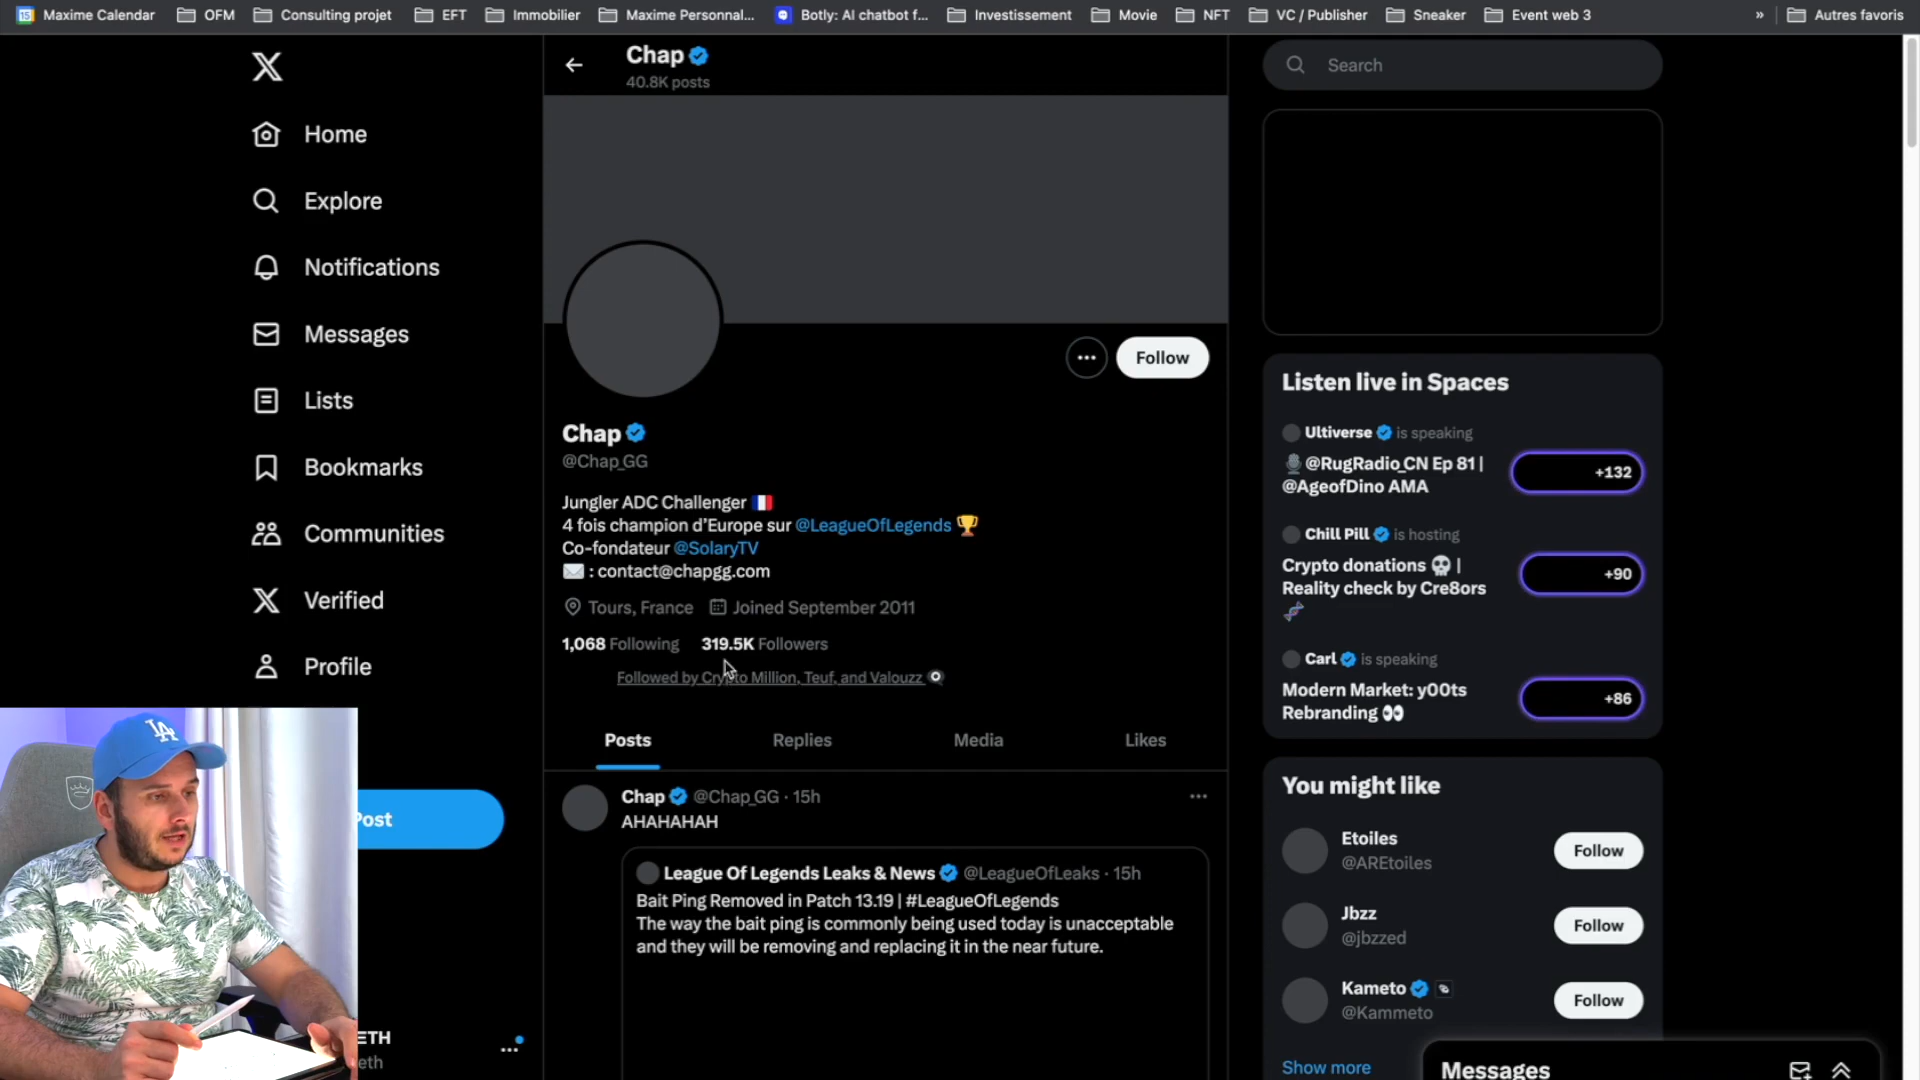 Maxime Calendar
OFM
Consulting projet
EFT
Immobilier
Maxime Personnal...
Botly: AI chatbot f...
Investissement
Movie
NFT
VC / Publisher
Sneaker
Event web 3
»
Autres favoris
Home
Explore
Notifications
Messages
Lists
Bookmarks
Communities
Verified
Profile
Post
ETH
eth
LA
Chap
40.8K posts
Follow
Chap
@Chap_GG
Jungler ADC Challenger 🇫🇷
4 fois champion d’Europe sur @LeagueOfLegends 🏆
Co-fondateur @SolaryTV
✉️ : contact@chapgg.com
Tours, France Joined September 2011
1,068 Following 319.5K Followers
Followed by Crypto Million, Teuf, and Valouzz
Posts Replies Media Likes
Chap @Chap_GG · 15h
AHAHAHAH
League Of Legends Leaks & News @LeagueOfLeaks · 15h
Bait Ping Removed in Patch 13.19 | #LeagueOfLegends
The way the bait ping is commonly being used today is unacceptable
and they will be removing and replacing it in the near future.
Search
Listen live in Spaces
Ultiverse is speaking
🎙️@RugRadio_CN Ep 81 |
@AgeofDino AMA
+132
Chill Pill is hosting
Crypto donations 💀 |
Reality check by Cre8ors
🧬
+90
Carl is speaking
Modern Market: y00ts
Rebranding 👀
+86
You might like
Etoiles
@AREtoiles
Follow
Jbzz
@jbzzed
Follow
Kameto
@Kammeto
Follow
Show more
Messages